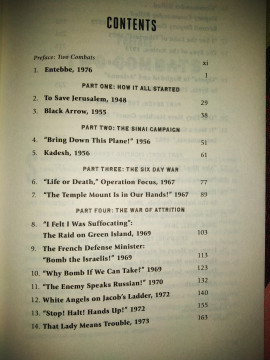 CONTENTS
Preface: Two Combats xi
1. Entebbe, 1976 1
PART ONE: HOW IT ALL STARTED
2. To Save Jerusalem, 1948 29
3. Black Arrow, 1955 38
PART TWO: THE SINAI CAMPAIGN
4. “Bring Down This Plane!” 1956 51
5. Kadesh, 1956 61
PART THREE: THE SIX DAY WAR
6. “Life or Death,” Operation Focus, 1967 77
7. “The Temple Mount Is in Our Hands!” 1967 89
PART FOUR: THE WAR OF ATTRITION
8. “I Felt I Was Suffocating”:
The Raid on Green Island, 1969 103
9. The French Defense Minister:
“Bomb the Israelis!” 1969 113
10. “Why Bomb If We Can Take?” 1969 123
11. “The Enemy Speaks Russian!” 1970 132
12. White Angels on Jacob’s Ladder, 1972 140
13. “Stop! Halt! Hands Up!” 1972 155
14. That Lady Means Trouble, 1973 163